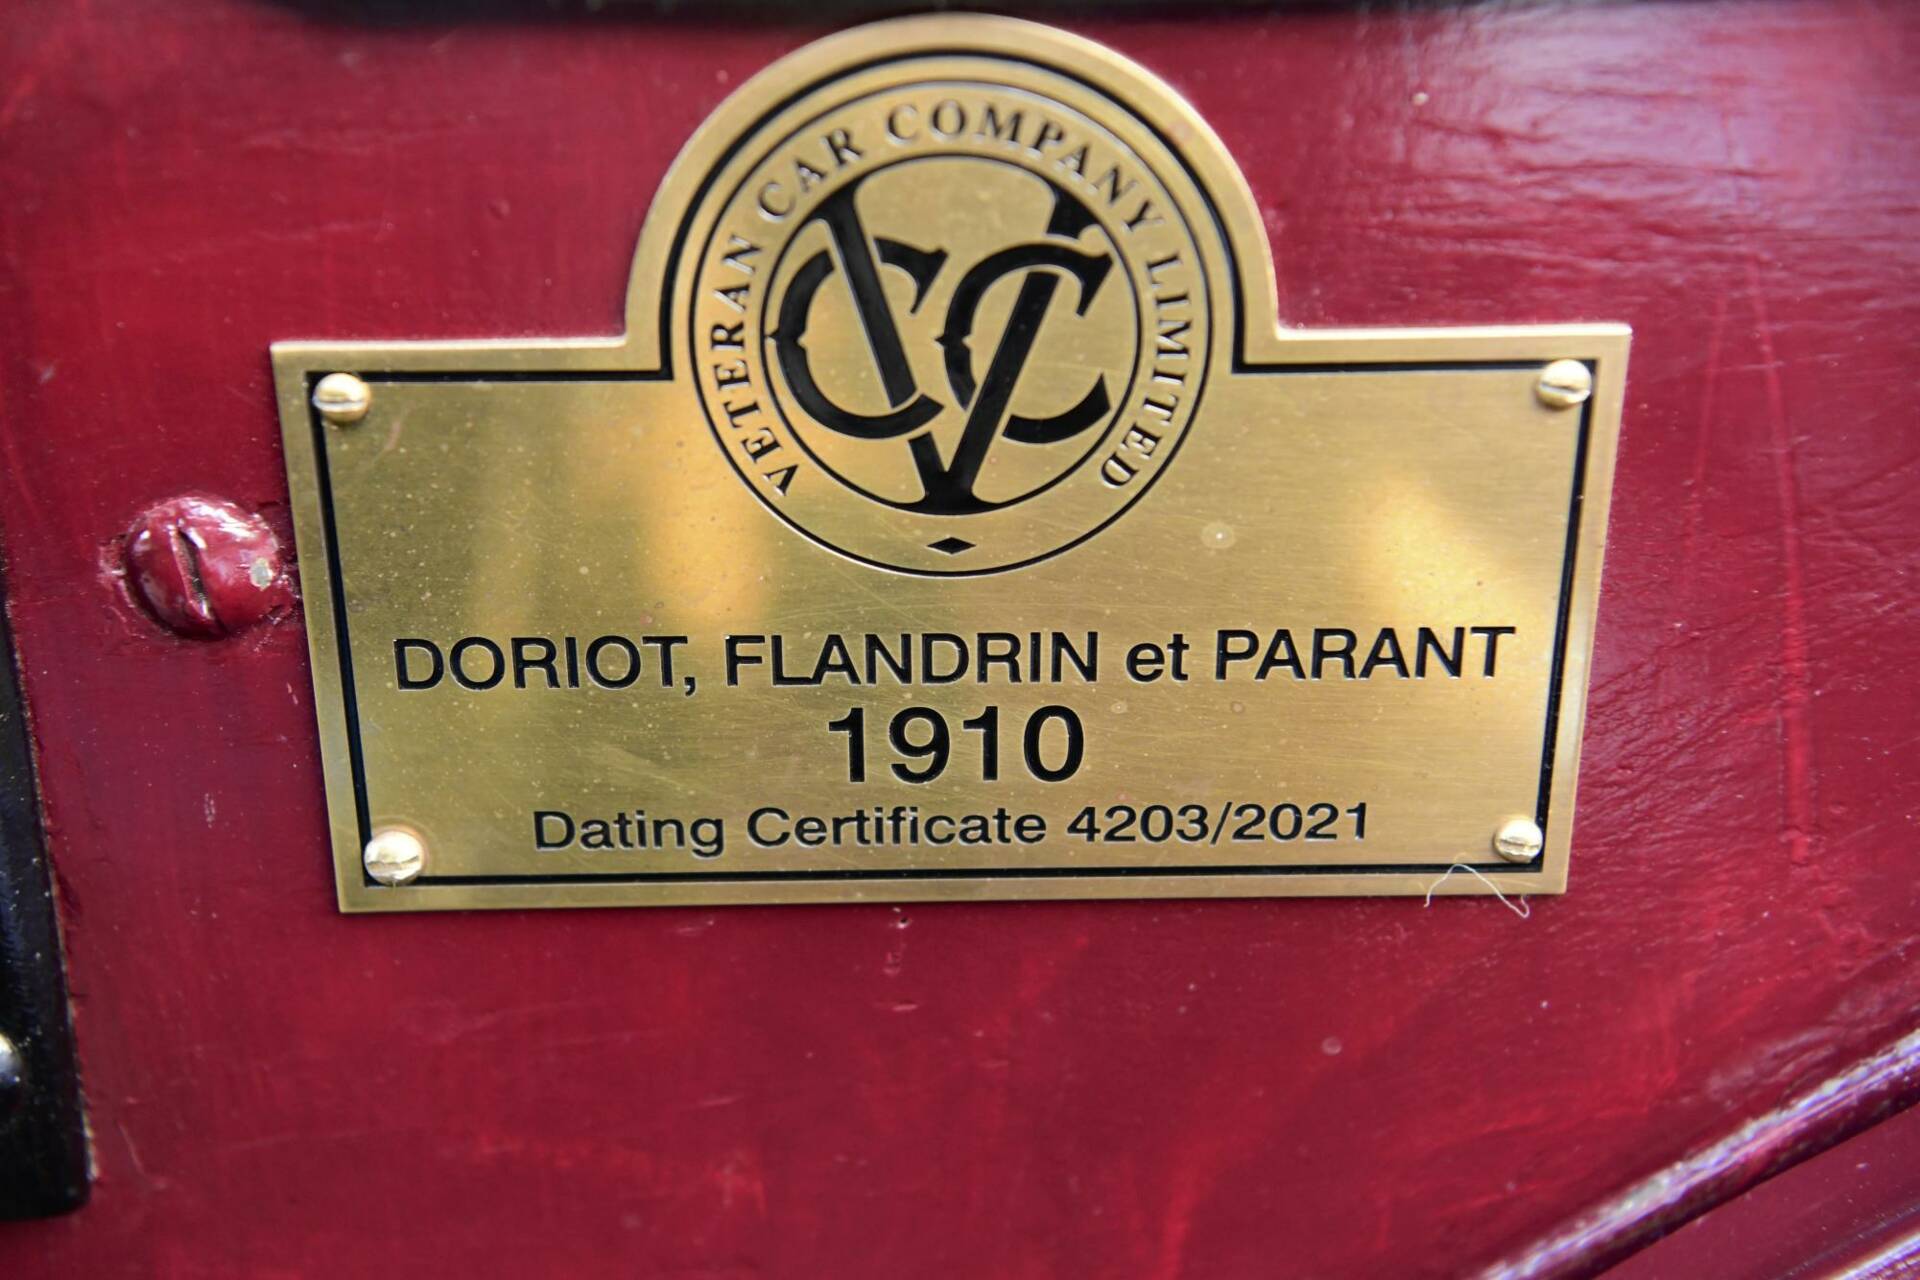 VETERAN CAR COMPANY LIMITED
VCC
DORIOT, FLANDRIN et PARANT
1910
Dating Certificate 4203/2021